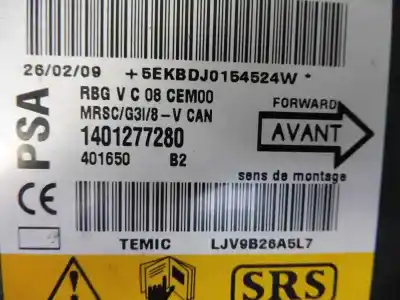 26/02/09 +5EKBDJ0154524W*
PSA
RBG V C 08 CEM00
MRSC/G3I/8-V CAN
1401277280
401650 B2
FORWARD
AVANT
sens de montage
CE
TEMIC LJV9B26A5L7
SRS